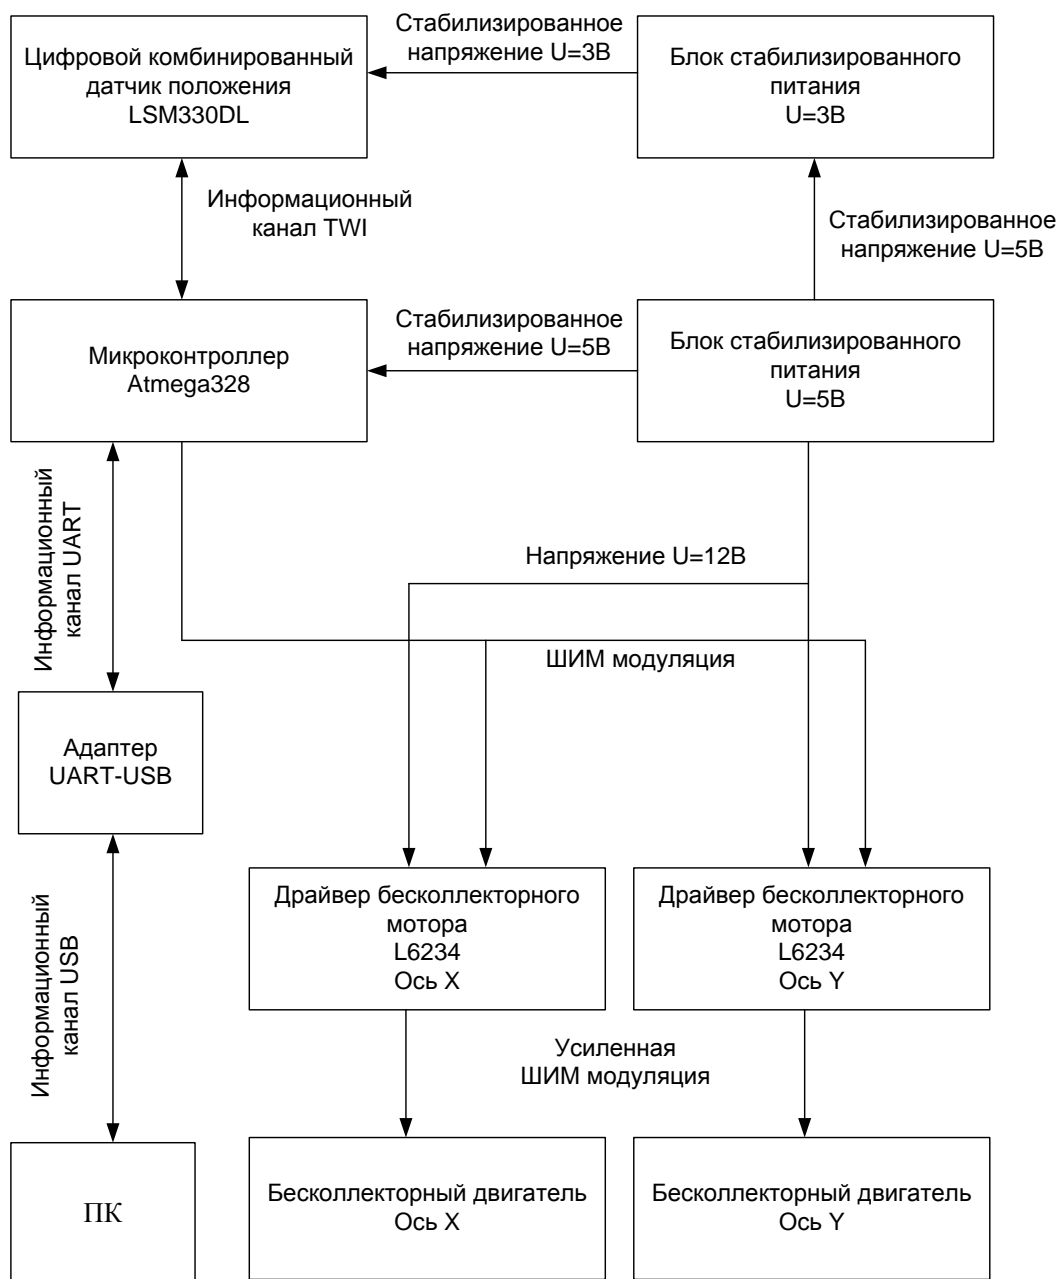 Цифровой комбинированный
датчик положения
LSM330DL
Стабилизированное
напряжение U=3В
Блок стабилизированного
питания
U=3В
Информационный
канал TWI
Стабилизированное
напряжение U=5В
Микроконтроллер
Atmega328
Стабилизированное
напряжение U=5В
Блок стабилизированного
питания
U=5В
Информационный
канал UART
Напряжение U=12В
ШИМ модуляция
Адаптер
UART-USB
Информационный
канал USB
Драйвер бесколлекторного
мотора
L6234
Ось X
Драйвер бесколлекторного
мотора
L6234
Ось Y
Усиленная
ШИМ модуляция
ПК
Бесколлекторный двигатель
Ось X
Бесколлекторный двигатель
Ось Y